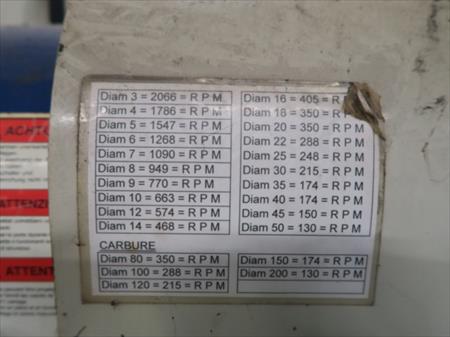 Diam 3 = 2066 = R P M
Diam 4 = 1786 = R P M
Diam 5 = 1547 = R P M
Diam 6 = 1268 = R P M
Diam 7 = 1090 = R P M
Diam 8 = 949 = R P M
Diam 9 = 770 = R P M
Diam 10 = 663 = R P M
Diam 12 = 574 = R P M
Diam 14 = 468 = R P M
Diam 16 = 405 = R P
Diam 18 = 350 = R P M
Diam 20 = 350 = R P M
Diam 22 = 288 = R P M
Diam 25 = 248 = R P M
Diam 30 = 215 = R P M
Diam 35 = 174 = R P M
Diam 40 = 174 = R P M
Diam 45 = 150 = R P M
Diam 50 = 130 = R P M
CARBURE
Diam 80 = 350 = R P M
Diam 100 = 288 = R P M
Diam 120 = 215 = R P M
Diam 150 = 174 = R P M
Diam 200 = 130 = R P M
ACHTU
ATTENZI
ATTENT